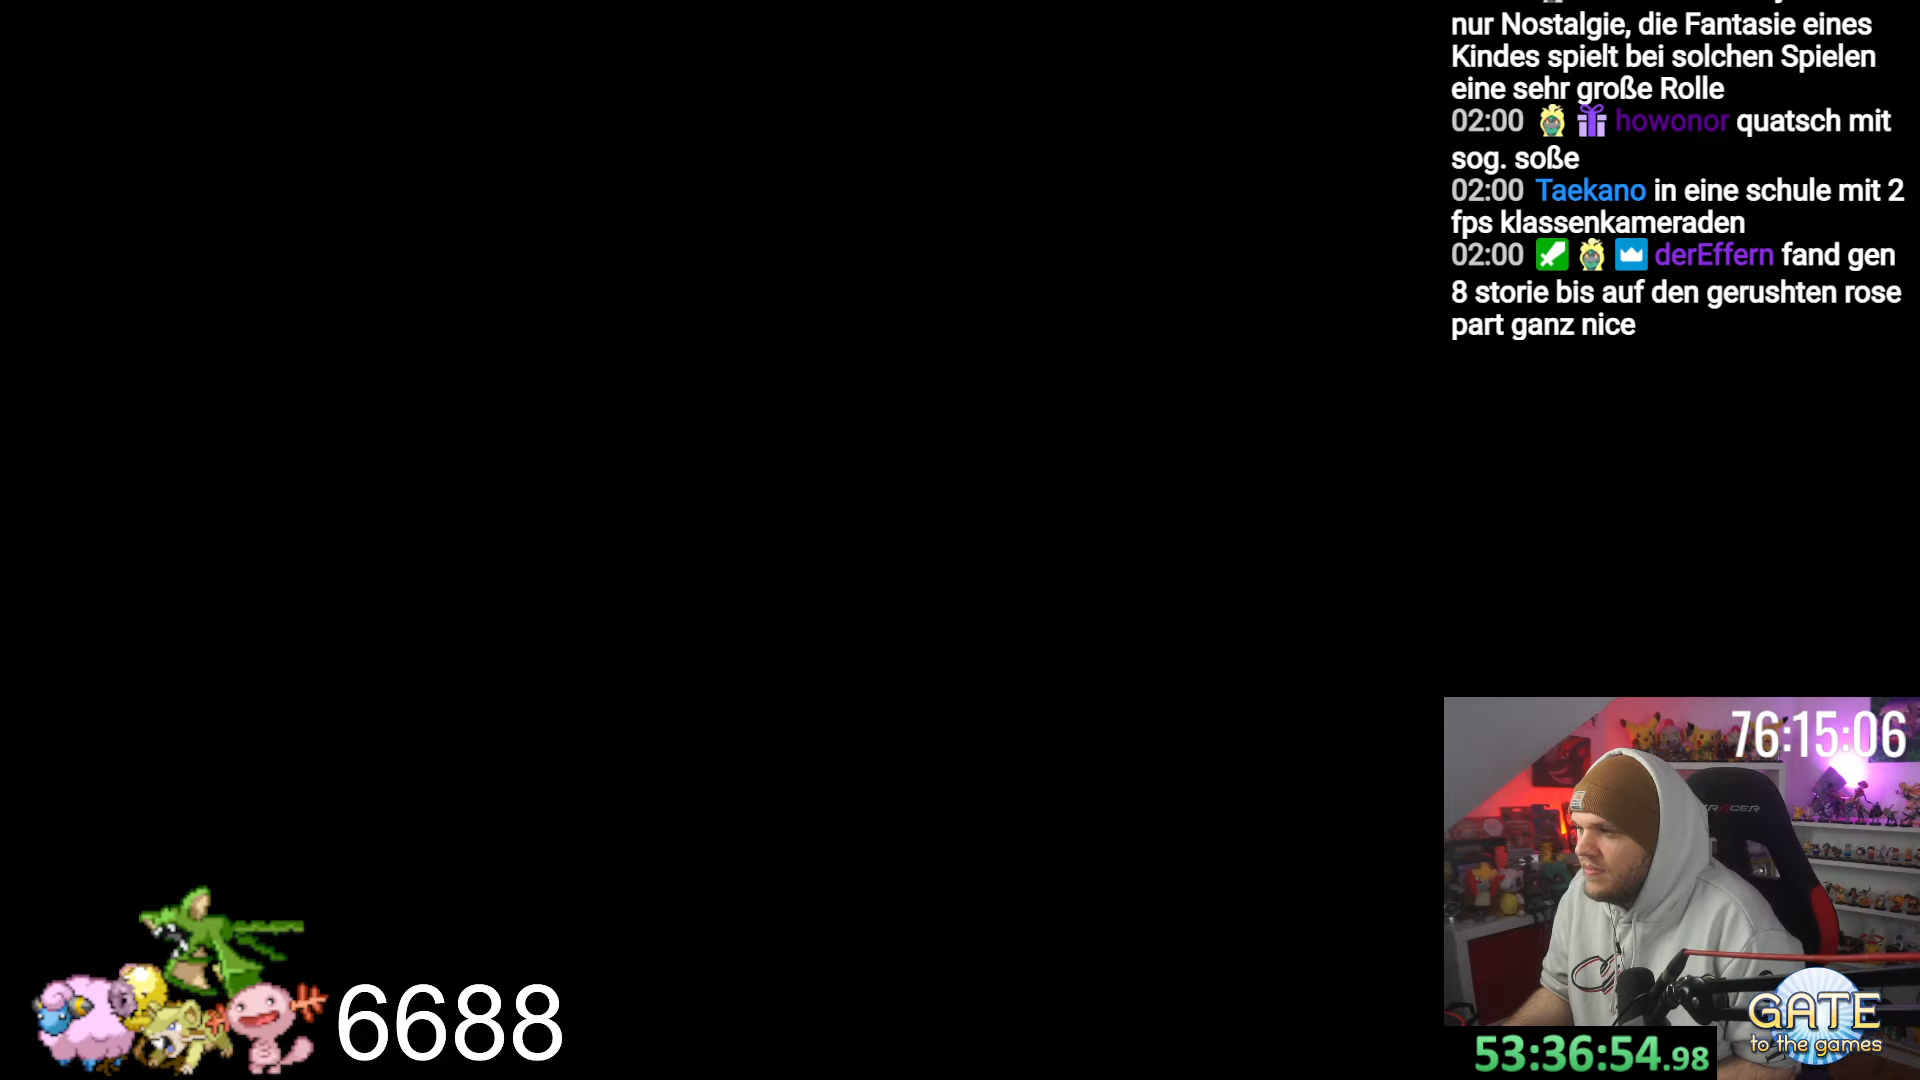 nur Nostalgie, die Fantasie eines
Kindes spielt bei solchen Spielen
eine sehr große Rolle
02:00 howonor quatsch mit
sog. soße
02:00 Taekano in eine schule mit 2
fps klassenkameraden
02:00 derEffern fand gen
8 storie bis auf den gerushten rose
part ganz nice
76:15:06
6688
GATE
to the games
53:36:54.98